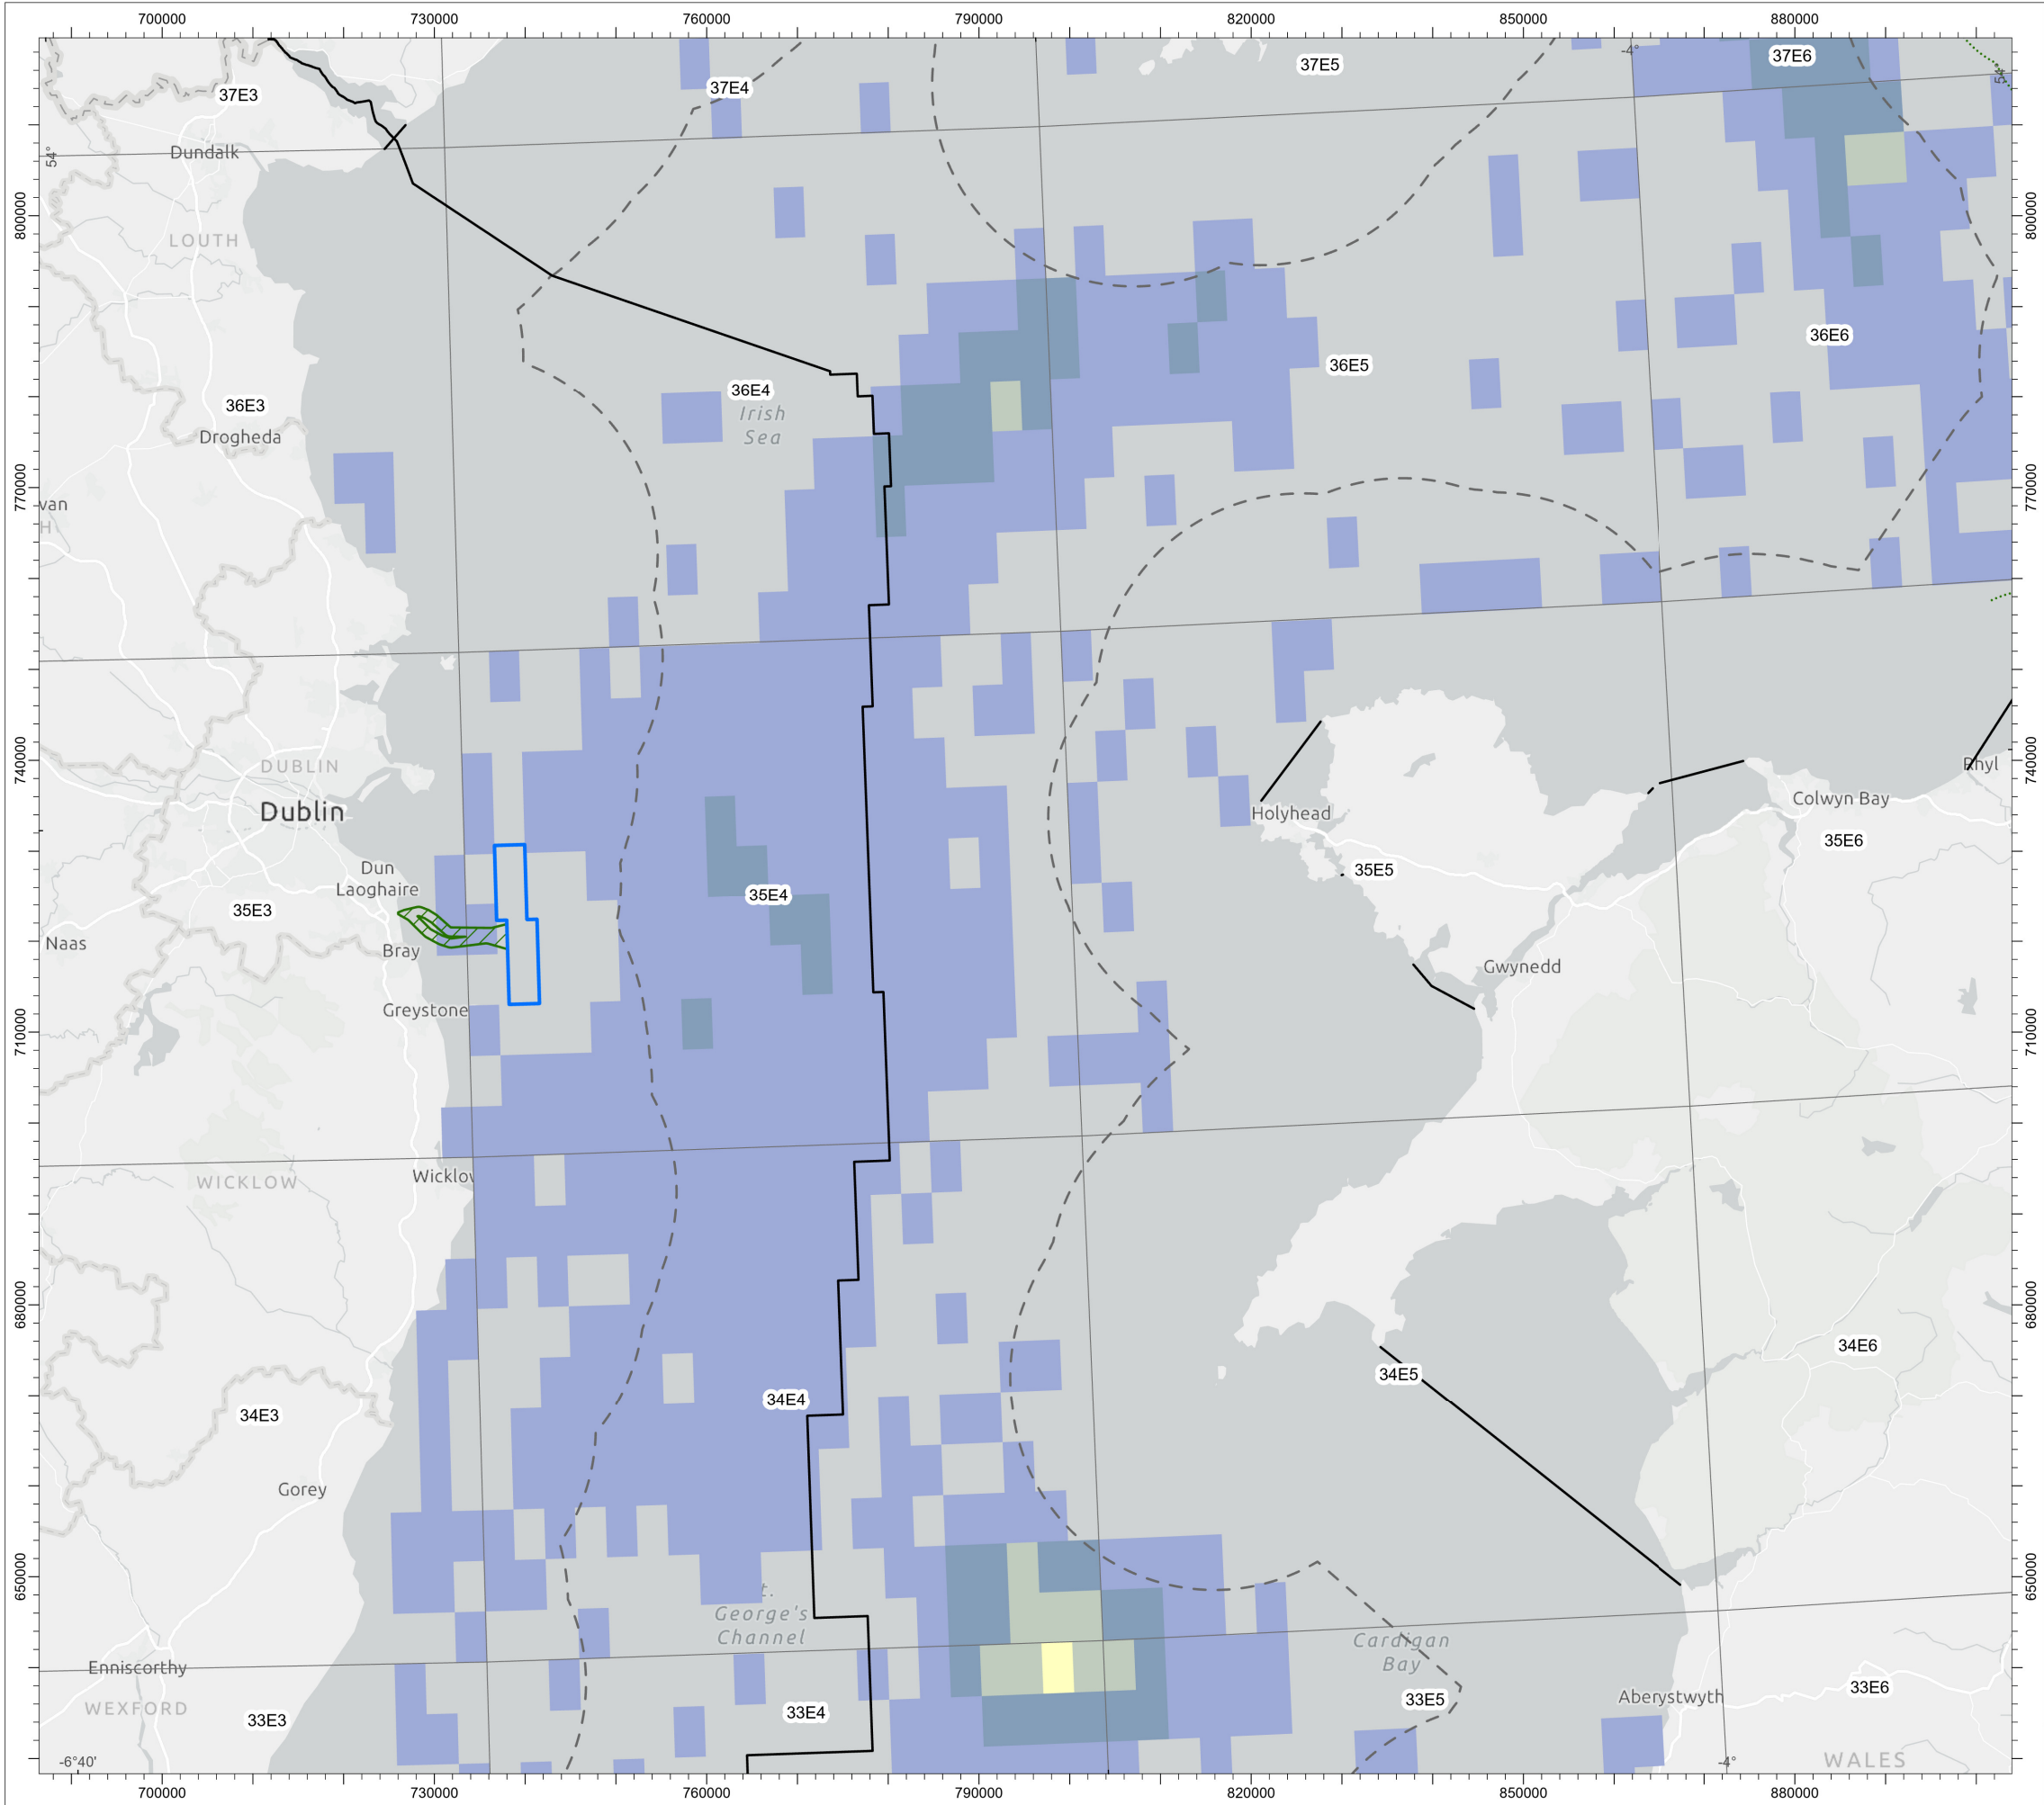 700000 730000 760000 790000 820000 850000 880000
37E3 37E4 37E5 37E6
-4°
54°
54°
Dundalk
800000 800000
LOUTH
36E3 36E4 36E5 36E6
Irish
Sea
Drogheda
770000 770000
van
H
740000 740000
DUBLIN
Dublin
Rhyl
Holyhead
Colwyn Bay
35E6
Dun
Laoghaire
35E3 35E4 35E5
Naas
Bray
Gwynedd
Greystone
710000 710000
Wicklow
WICKLOW
680000 680000
34E3 34E4 34E5 34E6
Gorey
650000 650000
t.
George's
Channel
Cardigan
Bay
Enniscorthy
WEXFORD
33E3 33E4 33E5 33E6
Aberystwyth
-6°40'
-4°
WALES
700000 730000 760000 790000 820000 850000 880000